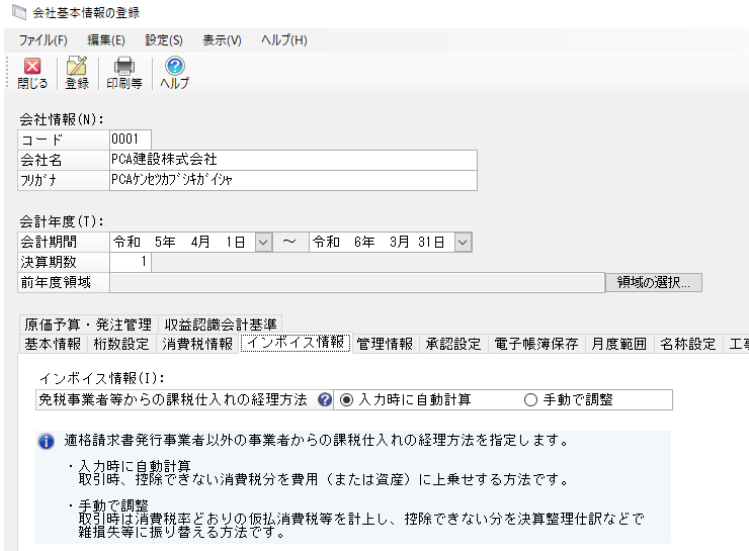 会社基本情報の登録
ファイル(F) 編集(E) 設定(S) 表示(V) ヘルプ(H)
閉じる 登録 印刷等 ヘルプ
会社情報(N):
コード 0001
会社名 PCA建設株式会社
フリガナ PCAケンセツカブシキガイシャ
会計年度(T):
会計期間 令和 5年 4月 1日 ～ 令和 6年 3月 31日
決算期数 1
前年度領域 領域の選択...
原価予算・発注管理 収益認識会計基準
基本情報 桁数設定 消費税情報 インボイス情報 管理情報 承認設定 電子帳簿保存 月度範囲 名称設定 工事
インボイス情報(I):
免税事業者等からの課税仕入れの経理方法 入力時に自動計算 手動で調整
適格請求書発行事業者以外の事業者からの課税仕入れの経理方法を指定します。
・入力時に自動計算
取引時、控除できない消費税分を費用（または資産）に上乗せする方法です。
・手動で調整
取引時は消費税率どおりの仮払消費税等を計上し、控除できない分を決算整理仕訳などで
雑損失等に振り替える方法です。